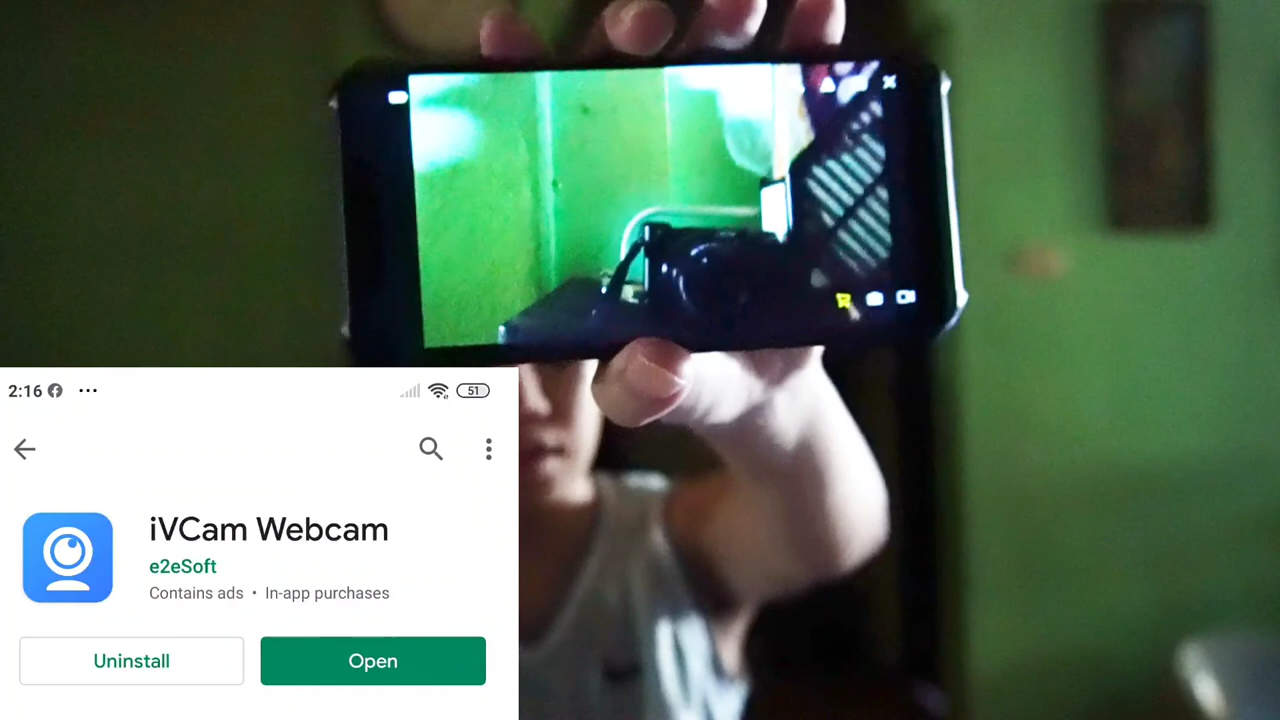 2:16
51
iVCam Webcam
e2eSoft
Contains ads • In-app purchases
Uninstall
Open